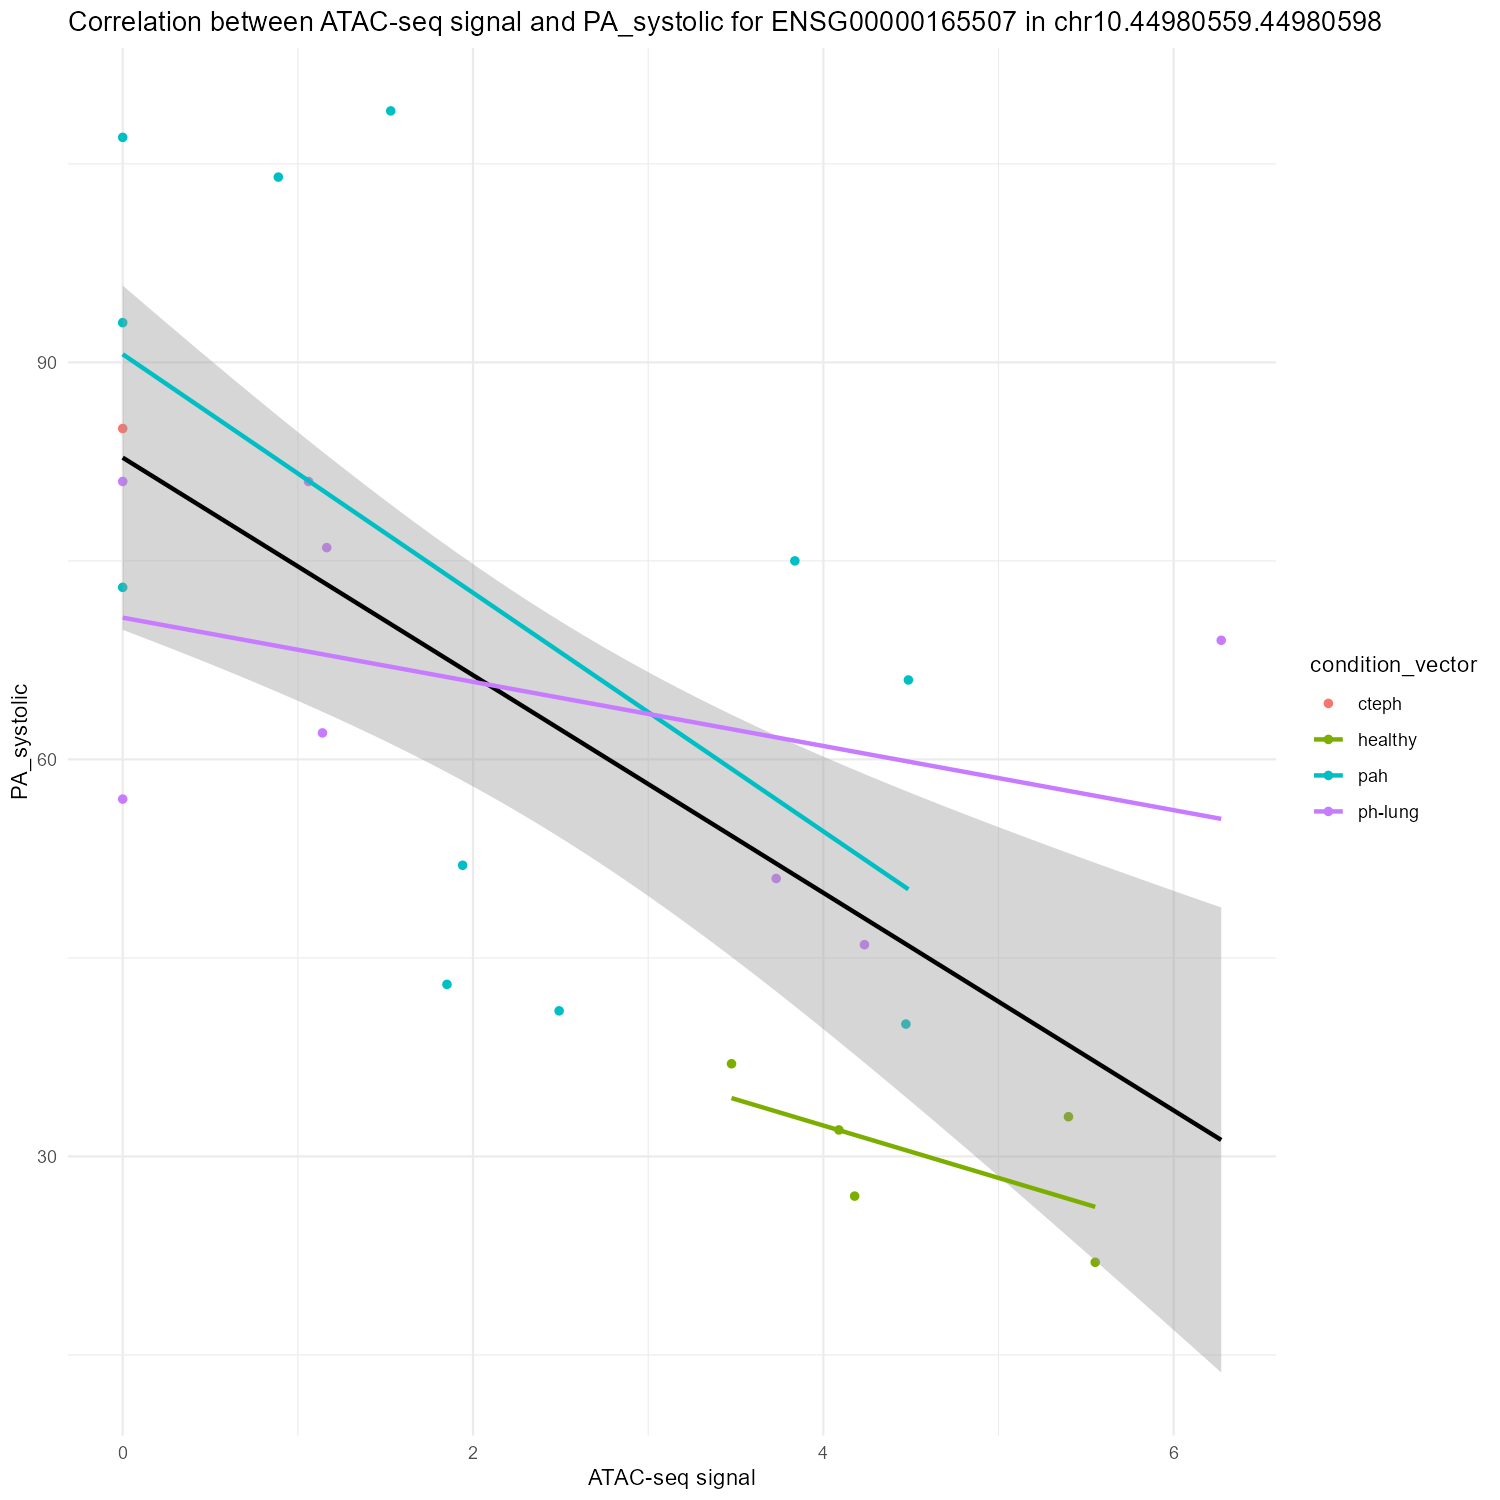 Correlation between ATAC-seq signal and PA_systolic for ENSG00000165507 in chr10.44980559.44980598
90
60
30
PA_systolic
0 2 4 6
ATAC-seq signal
condition_vector
cteph
healthy
pah
ph-lung